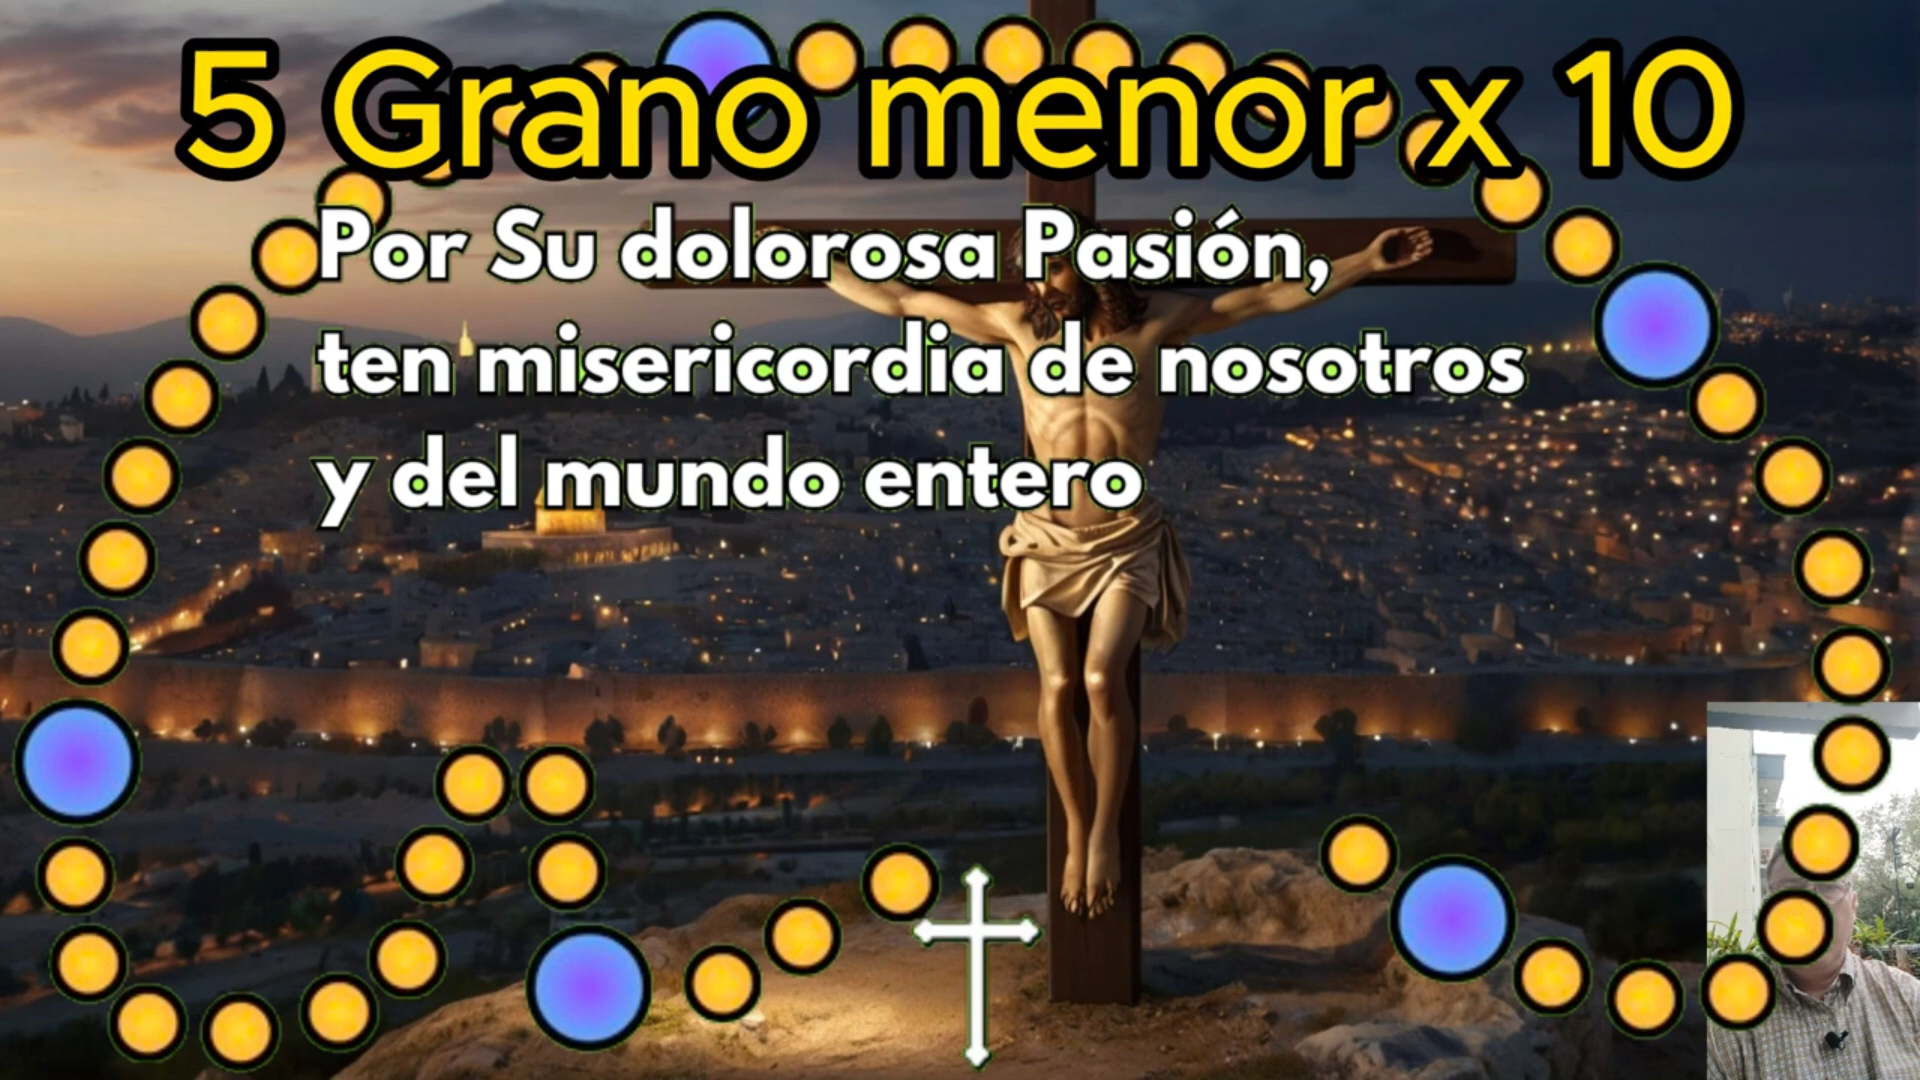 5 Grano menor x 10
Por Su dolorosa Pasión,
ten misericordia de nosotros
y del mundo entero